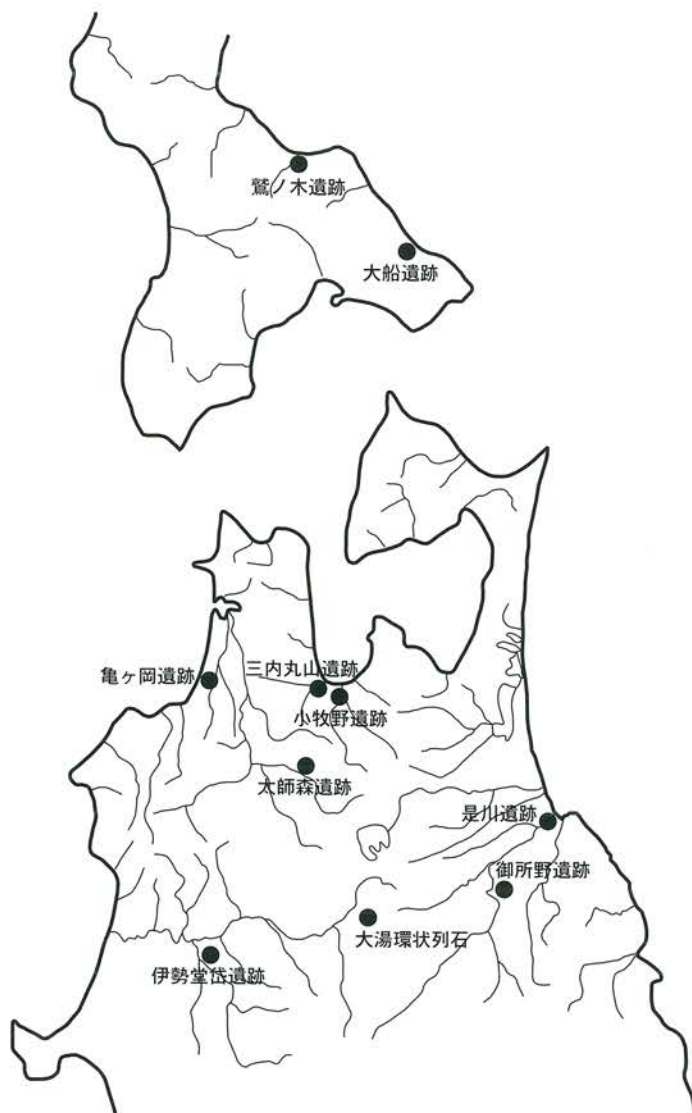 鷲ノ木遺跡
大船遺跡
亀ヶ岡遺跡
三内丸山遺跡
小牧野遺跡
太師森遺跡
是川遺跡
御所野遺跡
大湯環状列石
伊勢堂岱遺跡